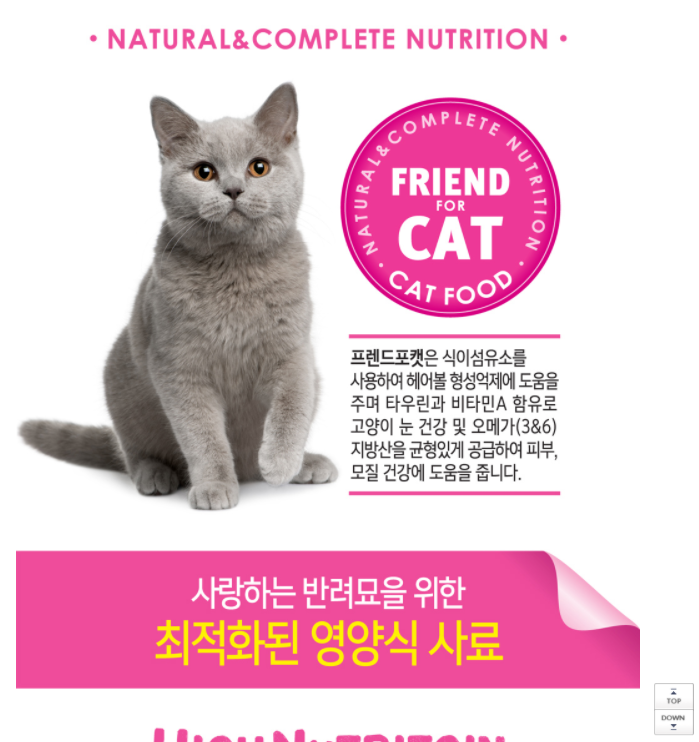 · NATURAL&COMPLETE NUTRITION ·
NATURAL&COMPLETE NUTRITION
FRIEND
FOR
CAT
· CAT FOOD ·
프렌드포캣은 식이섬유소를
사용하여 헤어볼 형성억제에 도움을
주며 타우린과 비타민A 함유로
고양이 눈 건강 및 오메가(3&6)
지방산을 균형있게 공급하여 피부,
모질 건강에 도움을 줍니다.
사랑하는 반려묘을 위한
최적화된 영양식 사료
TOP
DOWN
HIGH NUTRITOIN